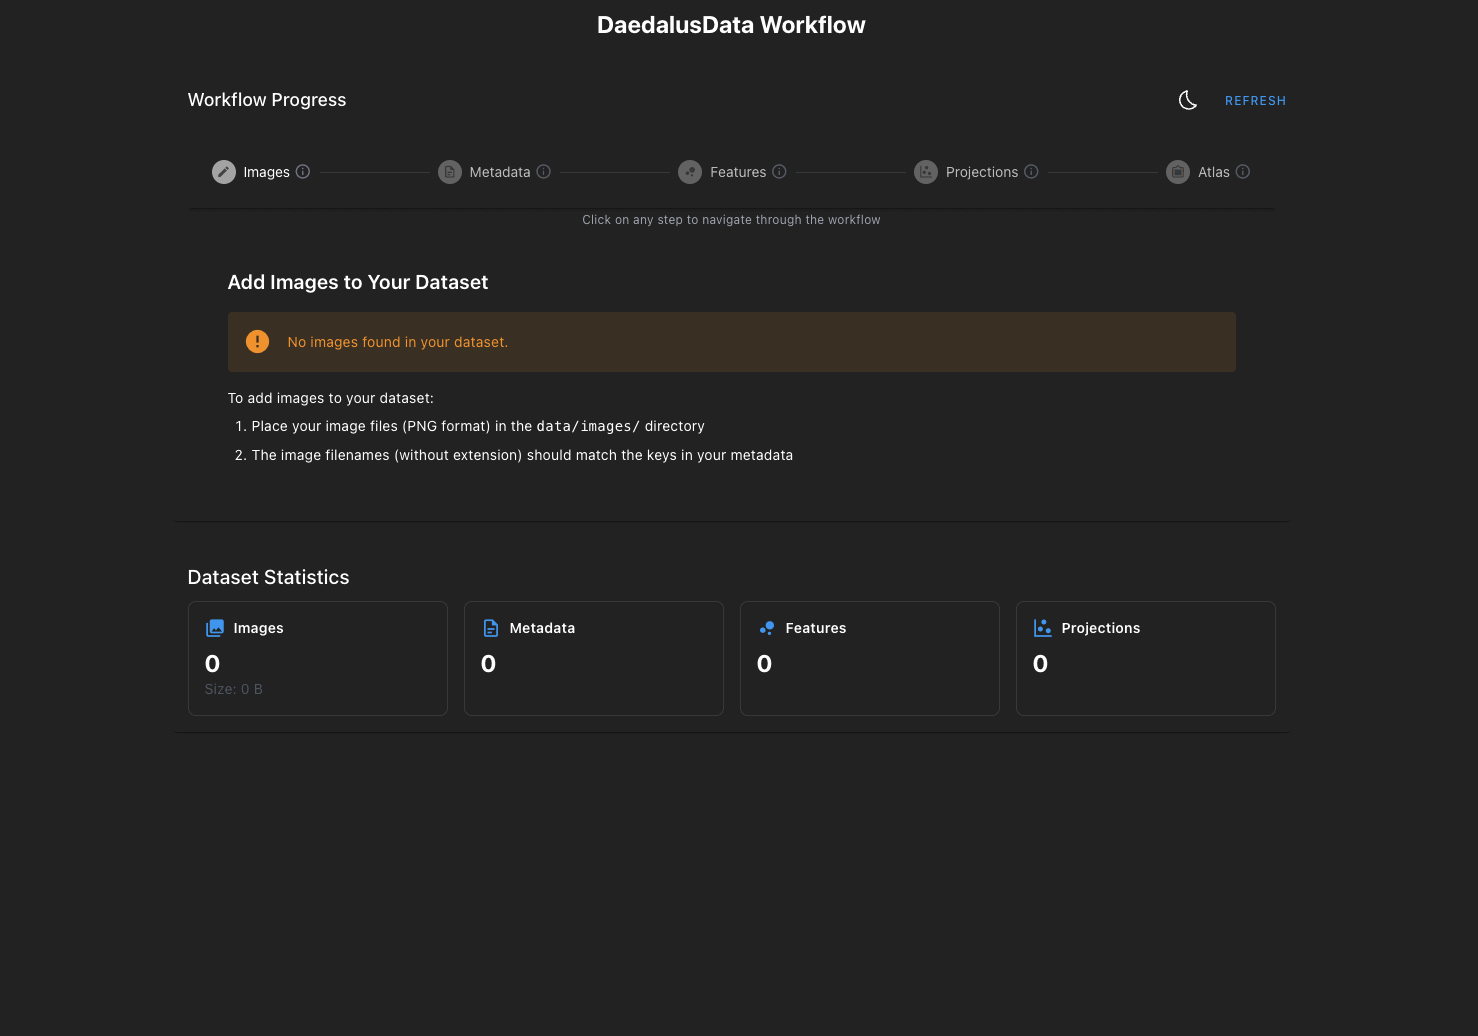 DaedalusData Workflow
Workflow Progress
REFRESH
Images
Metadata
Features
Projections
Atlas
Click on any step to navigate through the workflow
Add Images to Your Dataset
No images found in your dataset.
To add images to your dataset:
1. Place your image files (PNG format) in the data/images/ directory
2. The image filenames (without extension) should match the keys in your metadata
Dataset Statistics
Images
0
Size: 0 B
Metadata
0
Features
0
Projections
0